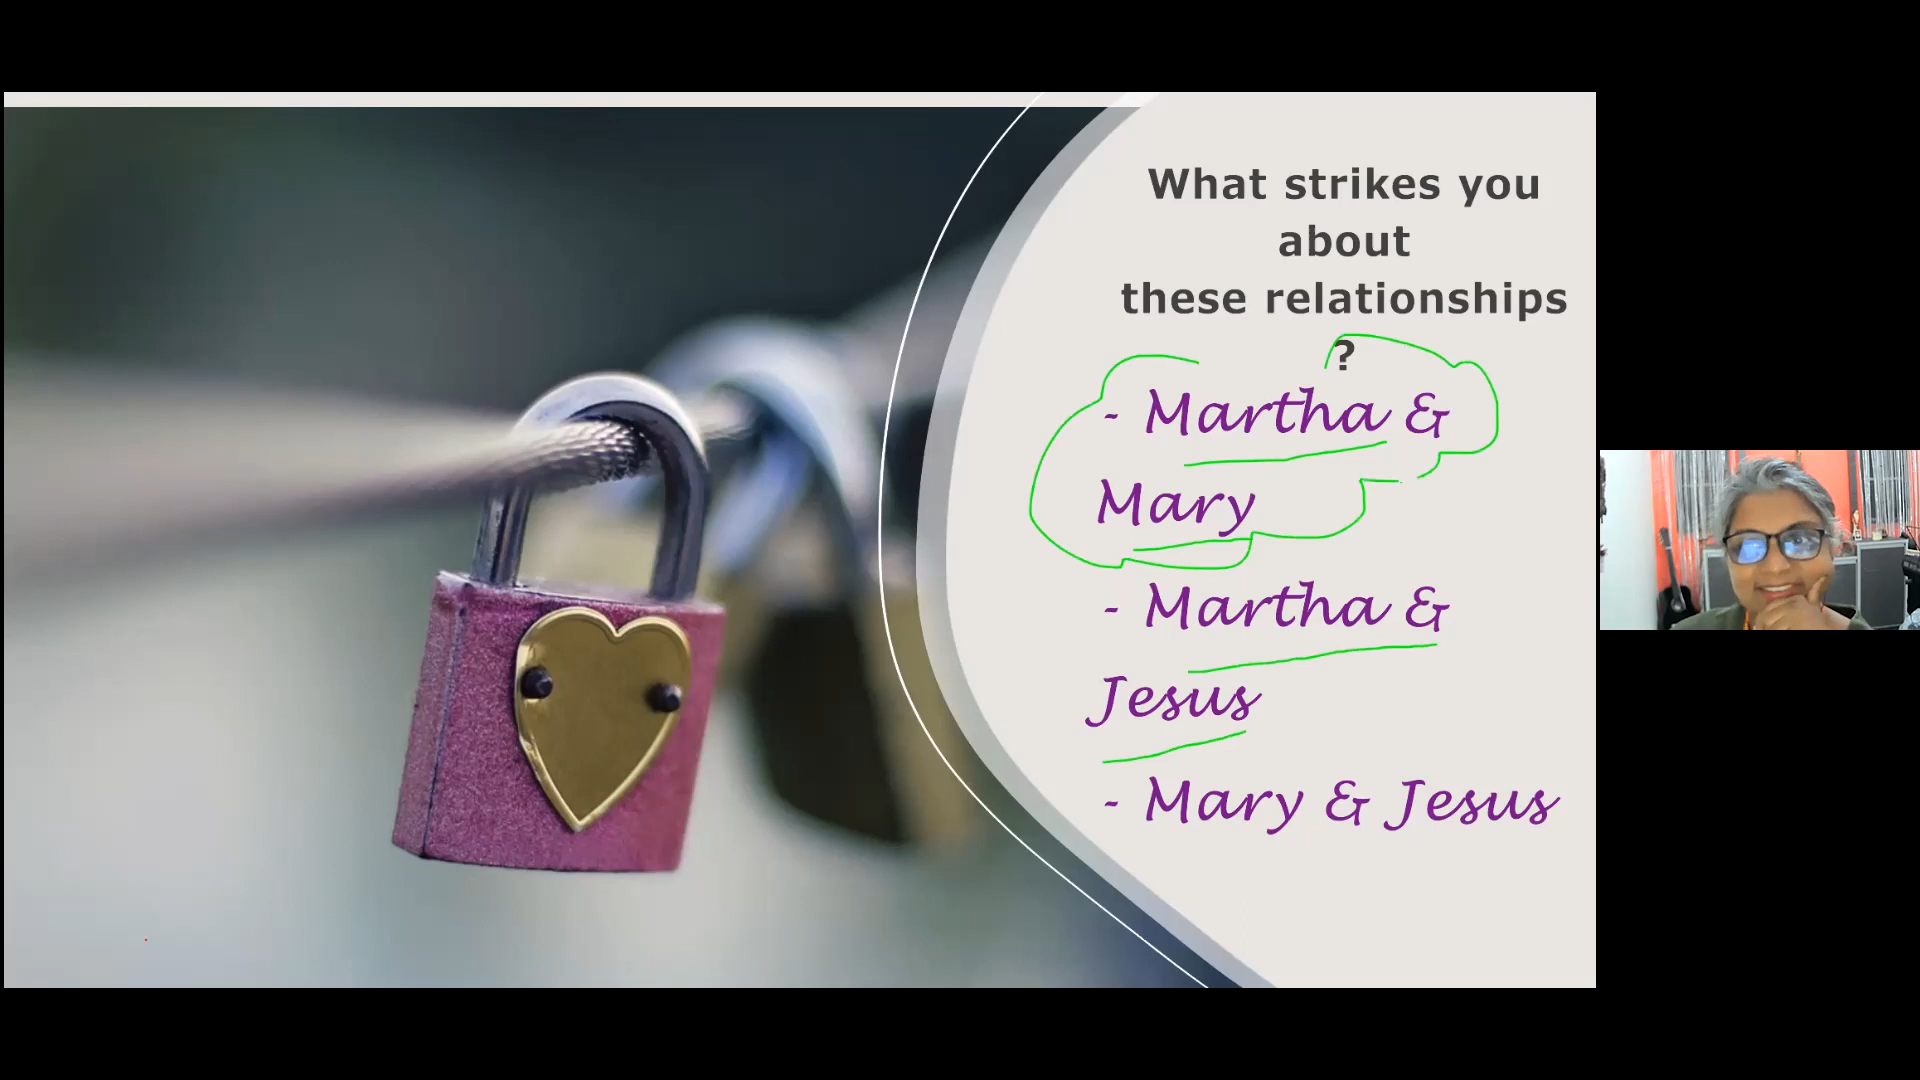 What strikes you
about
these relationships
?
- Martha &
Mary
- Martha &
Jesus
- Mary & Jesus